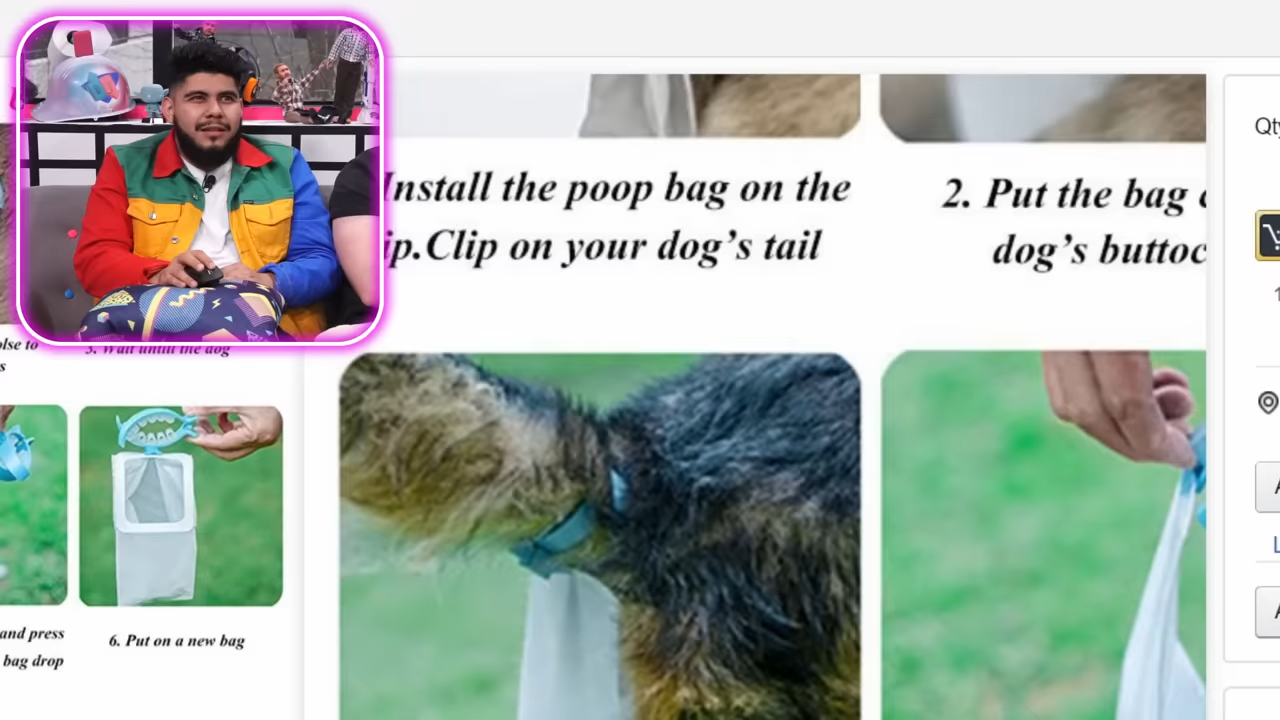 Install the poop bag on the
ip.Clip on your dog's tail
2. Put the bag
dog's buttoc
Qty
3. Wait untill the dog
and press
bag drop
6. Put on a new bag